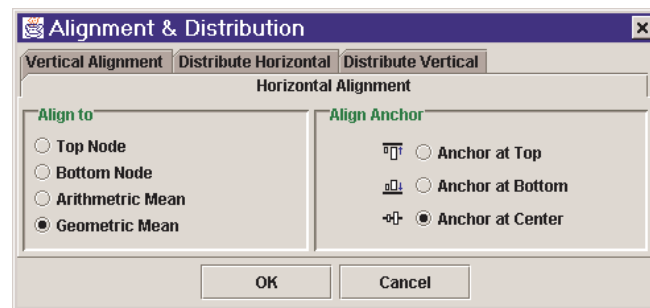 Alignment & Distribution
Vertical Alignment Distribute Horizontal Distribute Vertical
Horizontal Alignment
Align to
Top Node
Bottom Node
Arithmetric Mean
Geometric Mean
Align Anchor
Anchor at Top
Anchor at Bottom
Anchor at Center
OK Cancel